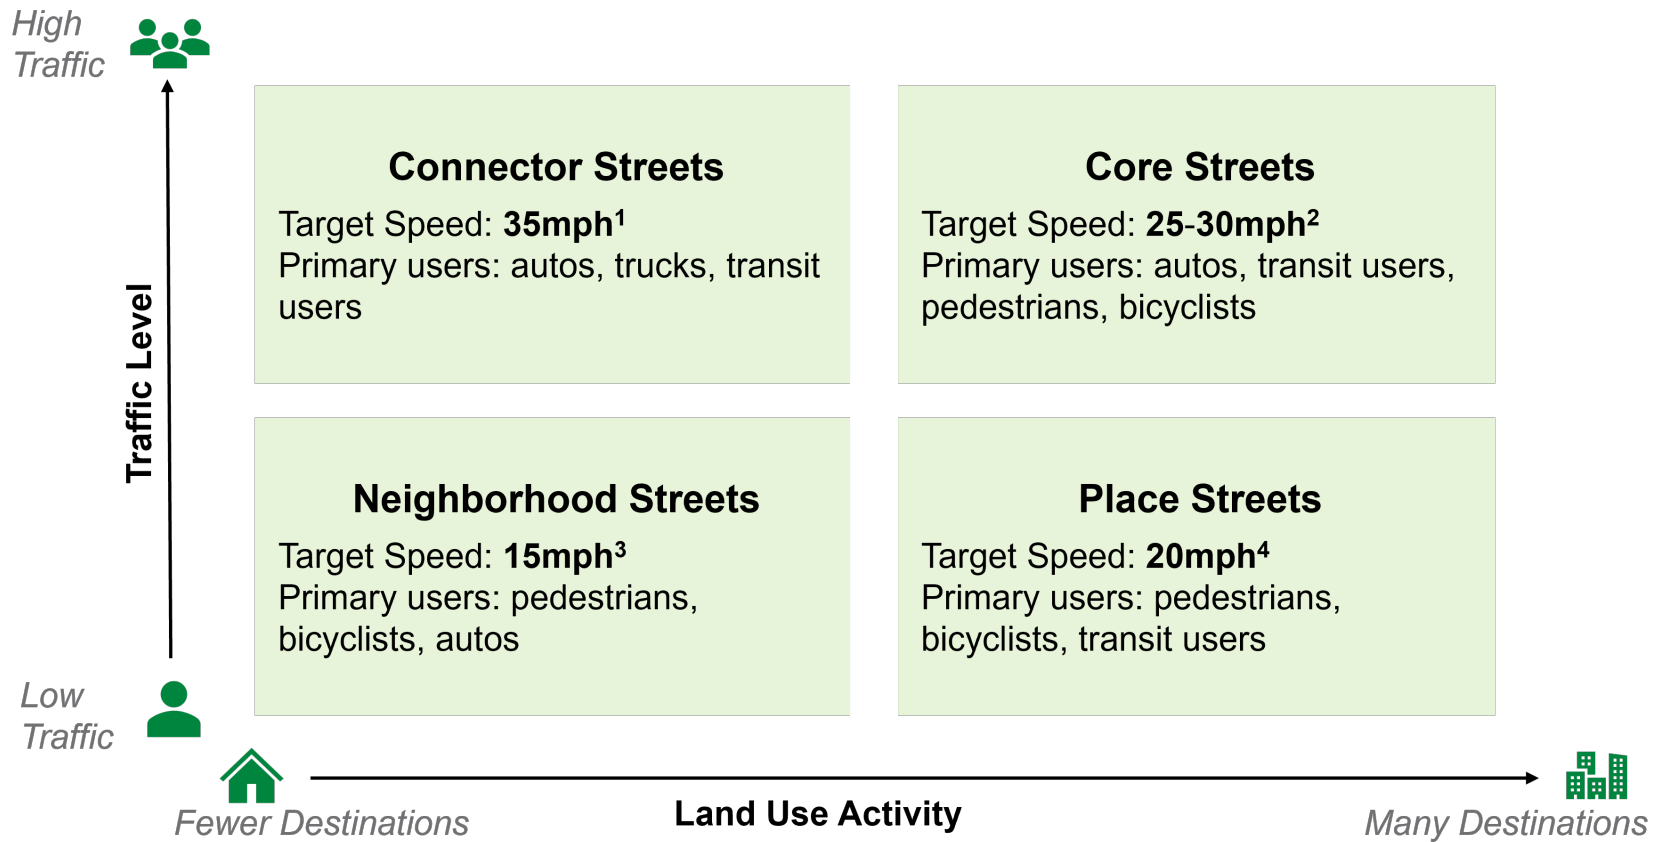 High
Traffic
Connector Streets
Target Speed: 35mph¹
Primary users: autos, trucks, transit
users
Core Streets
Target Speed: 25-30mph²
Primary users: autos, transit users,
pedestrians, bicyclists
Traffic Level
Neighborhood Streets
Target Speed: 15mph³
Primary users: pedestrians,
bicyclists, autos
Place Streets
Target Speed: 20mph⁴
Primary users: pedestrians,
bicyclists, transit users
Low
Traffic
Fewer Destinations
Land Use Activity
Many Destinations